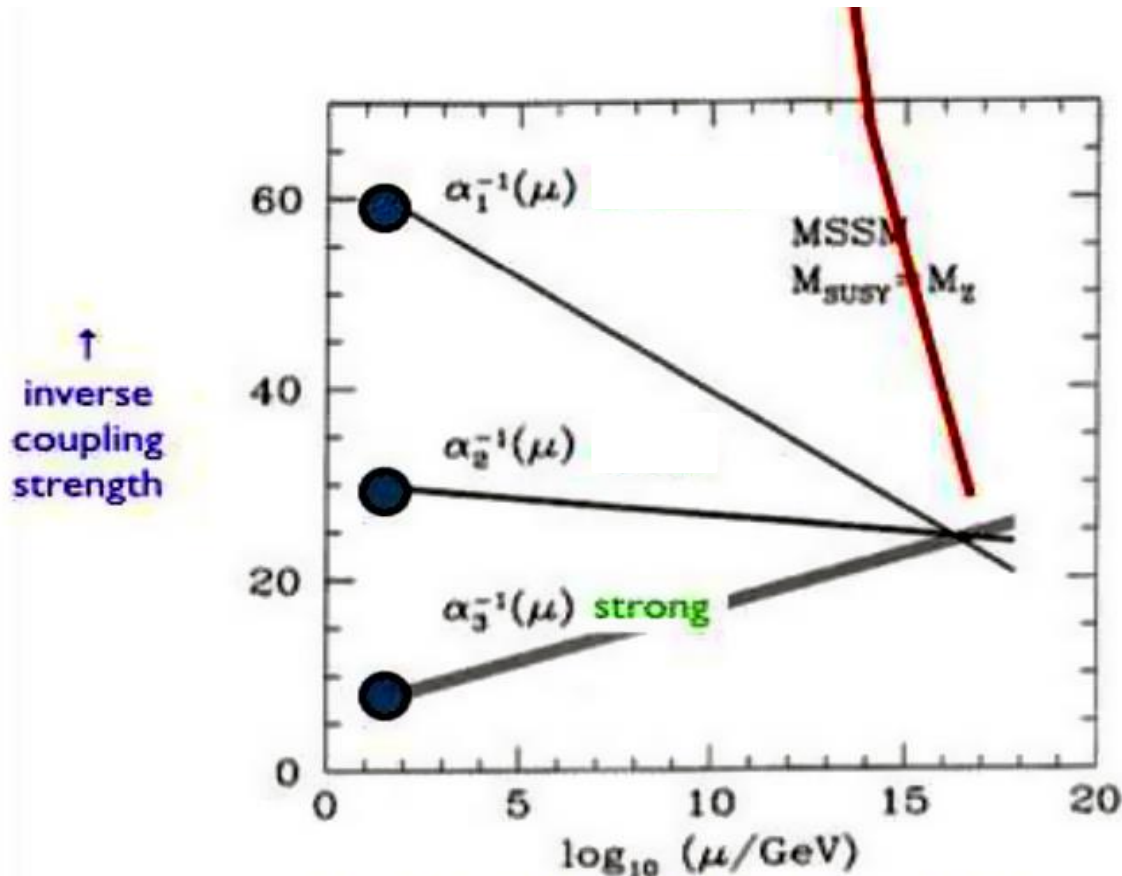 60
α₁⁻¹(μ)
MSSM
M_SUSY = M_Z
↑
inverse
coupling
strength
40
α₂⁻¹(μ)
20
α₃⁻¹(μ) strong
0
0 5 10 15 20
log₁₀ (μ/GeV)